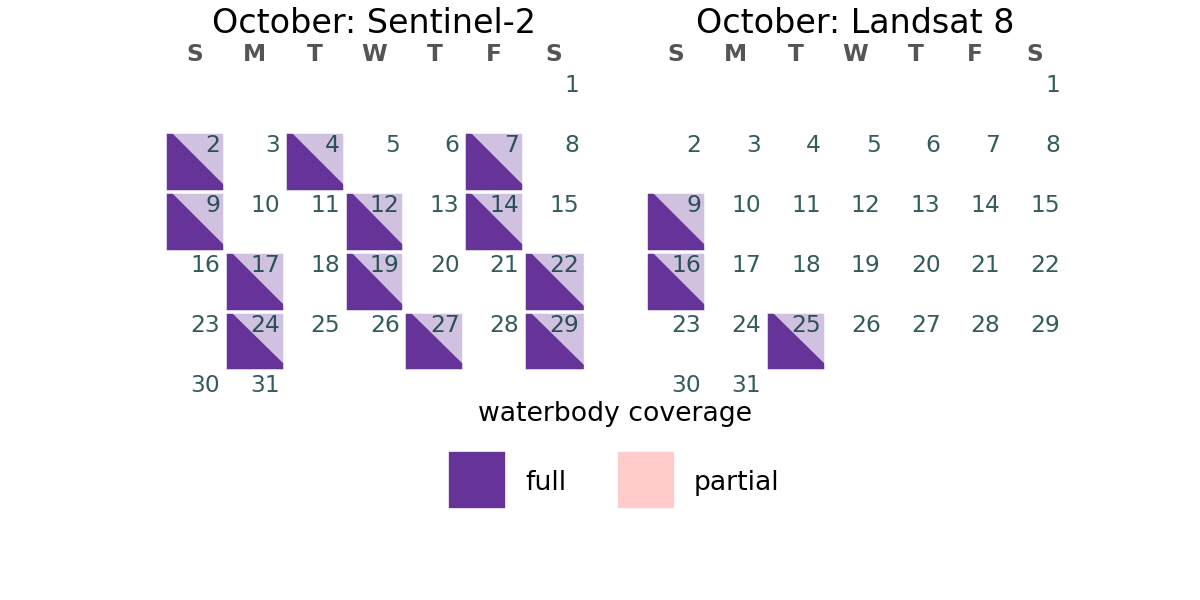 October: Sentinel-2
S M T W T F S
1
2 3 4 5 6 7 8
9 10 11 12 13 14 15
16 17 18 19 20 21 22
23 24 25 26 27 28 29
30 31
October: Landsat 8
S M T W T F S
1
2 3 4 5 6 7 8
9 10 11 12 13 14 15
16 17 18 19 20 21 22
23 24 25 26 27 28 29
30 31
waterbody coverage
full
partial